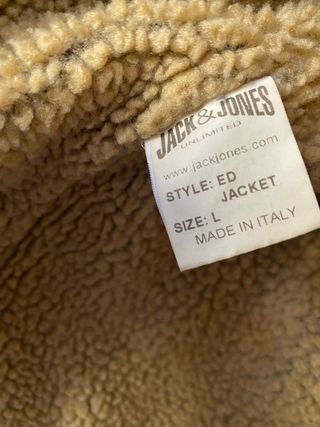 JACK & JONES
UNLIMITED
www.jackjones.com
STYLE: ED
JACKET
SIZE: L
MADE IN ITALY